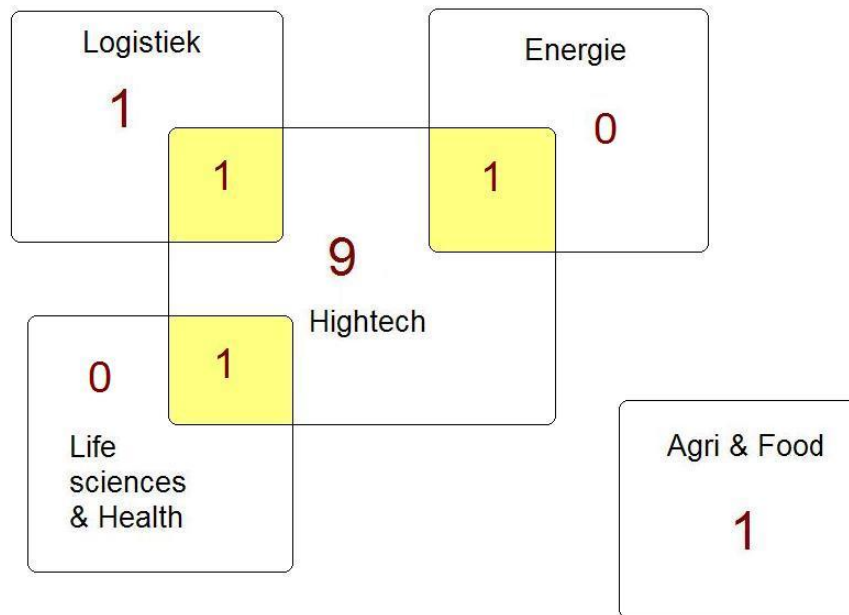 Logistiek
1
Energie
0
1
1
9
Hightech
0
1
Life
sciences
& Health
Agri & Food
1